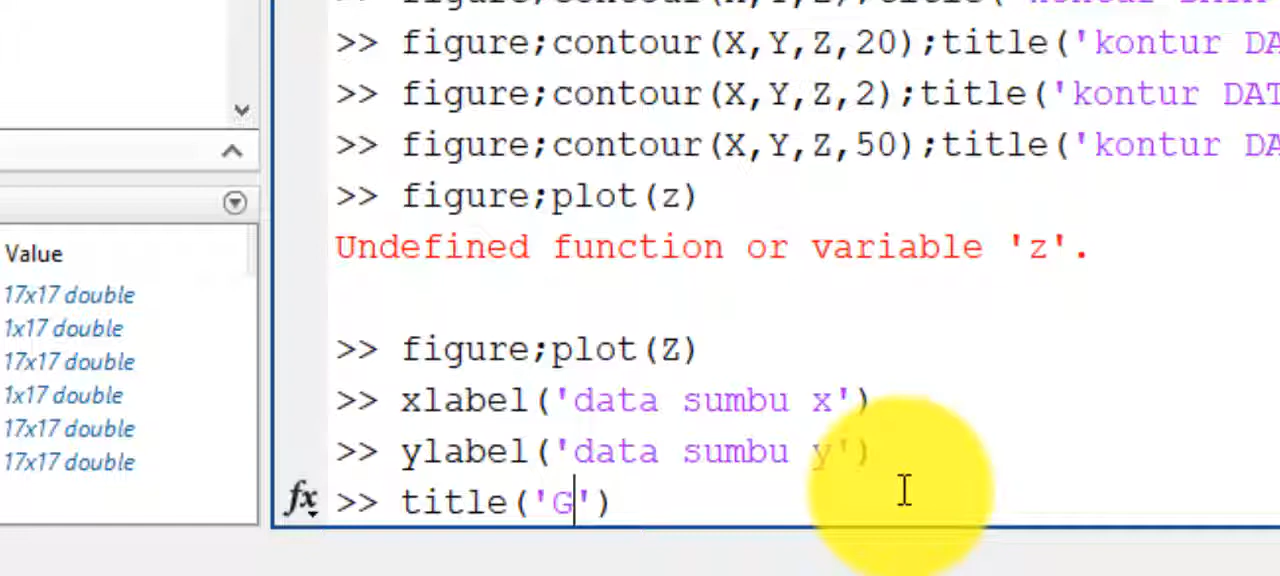 >> figure;contour(X,Y,Z,20);title('kontur DA
>> figure;contour(X,Y,Z,2);title('kontur DAT
>> figure;contour(X,Y,Z,50);title('kontur DA
>> figure;plot(z)
Undefined function or variable 'z'.
>> figure;plot(Z)
>> xlabel('data sumbu x')
>> ylabel('data sumbu y')
fx >> title('G')
Value
17x17 double
1x17 double
17x17 double
1x17 double
17x17 double
17x17 double